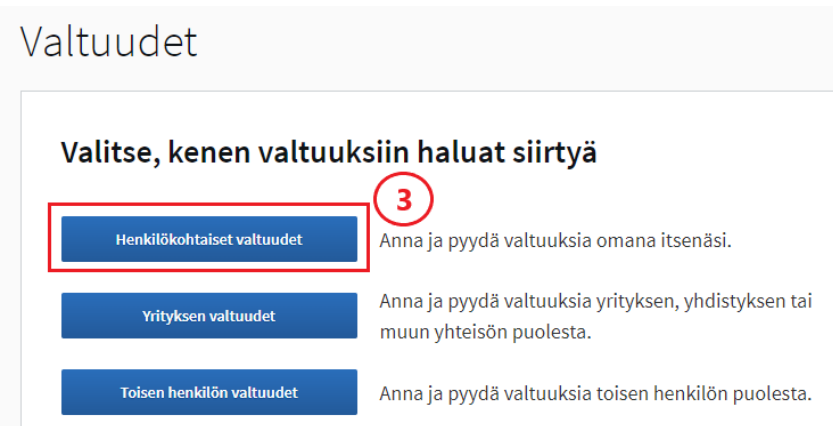 Valtuudet
Valitse, kenen valtuuksiin haluat siirtyä
3
Henkilökohtaiset valtuudet
Anna ja pyydä valtuuksia omana itsenäsi.
Yrityksen valtuudet
Anna ja pyydä valtuuksia yrityksen, yhdistyksen tai
muun yhteisön puolesta.
Toisen henkilön valtuudet
Anna ja pyydä valtuuksia toisen henkilön puolesta.